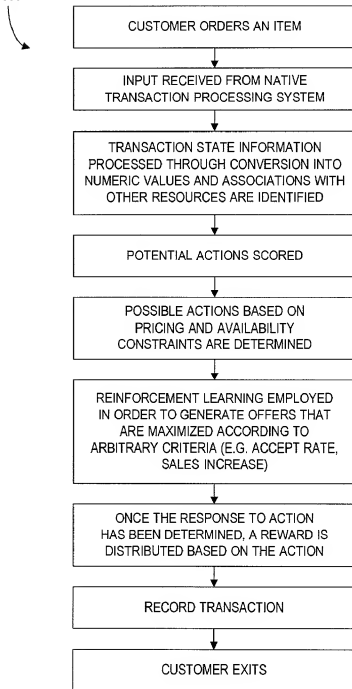 CUSTOMER ORDERS AN ITEM
INPUT RECEIVED FROM NATIVE
TRANSACTION PROCESSING SYSTEM
TRANSACTION STATE INFORMATION
PROCESSED THROUGH CONVERSION INTO
NUMERIC VALUES AND ASSOCIATIONS WITH
OTHER RESOURCES ARE IDENTIFIED
POTENTIAL ACTIONS SCORED
POSSIBLE ACTIONS BASED ON
PRICING AND AVAILABILITY
CONSTRAINTS ARE DETERMINED
REINFORCEMENT LEARNING EMPLOYED
IN ORDER TO GENERATE OFFERS THAT
ARE MAXIMIZED ACCORDING TO
ARBITRARY CRITERIA (E.G. ACCEPT RATE,
SALES INCREASE)
ONCE THE RESPONSE TO ACTION
HAS BEEN DETERMINED, A REWARD IS
DISTRIBUTED BASED ON THE ACTION
RECORD TRANSACTION
CUSTOMER EXITS